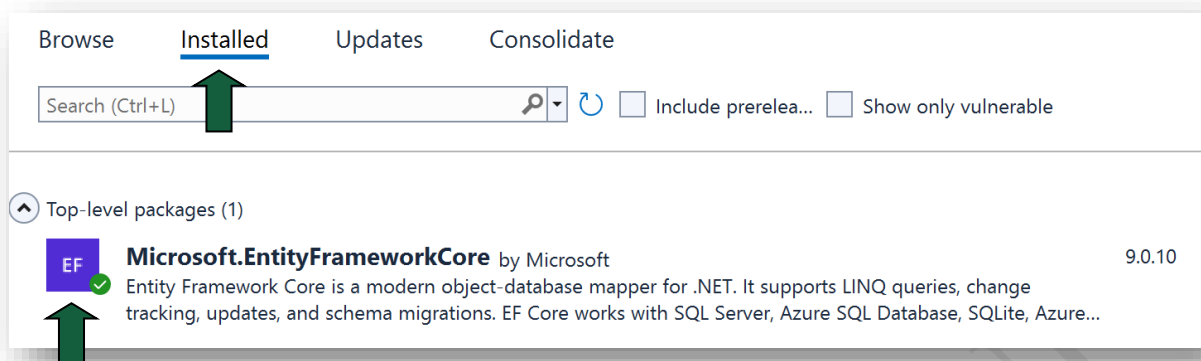 Browse Installed Updates Consolidate
Search (Ctrl+L) Include prerelea... Show only vulnerable
Top-level packages (1)
EF Microsoft.EntityFrameworkCore by Microsoft 9.0.10
Entity Framework Core is a modern object-database mapper for .NET. It supports LINQ queries, change
tracking, updates, and schema migrations. EF Core works with SQL Server, Azure SQL Database, SQLite, Azure...